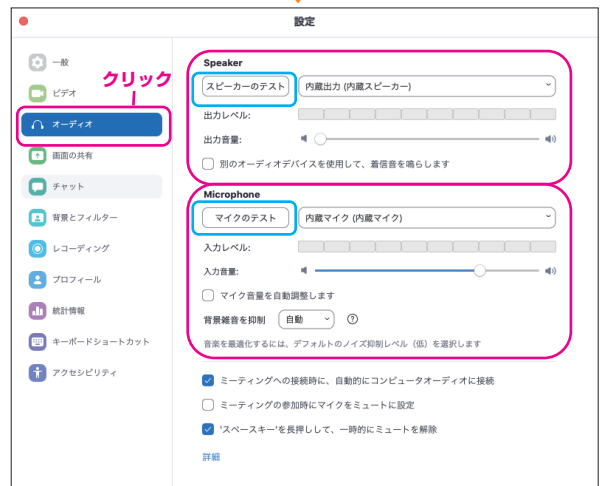 設定
一般
ビデオ
クリック
オーディオ
画面の共有
チャット
背景とフィルター
レコーディング
プロフィール
統計情報
キーボードショートカット
アクセシビリティ
Speaker
スピーカーのテスト 内蔵出力 (内蔵スピーカー)
出力レベル:
出力音量:
別のオーディオデバイスを使用して、着信音を鳴らします
Microphone
マイクのテスト 内蔵マイク (内蔵マイク)
入力レベル:
入力音量:
マイク音量を自動調整します
背景雑音を抑制 自動 ?
音楽を最適化するには、デフォルトのノイズ抑制レベル（低）を選択します
ミーティングへの接続時に、自動的にコンピュータオーディオに接続
ミーティングの参加時にマイクをミュートに設定
'スペースキー'を長押しして、一時的にミュートを解除
詳細